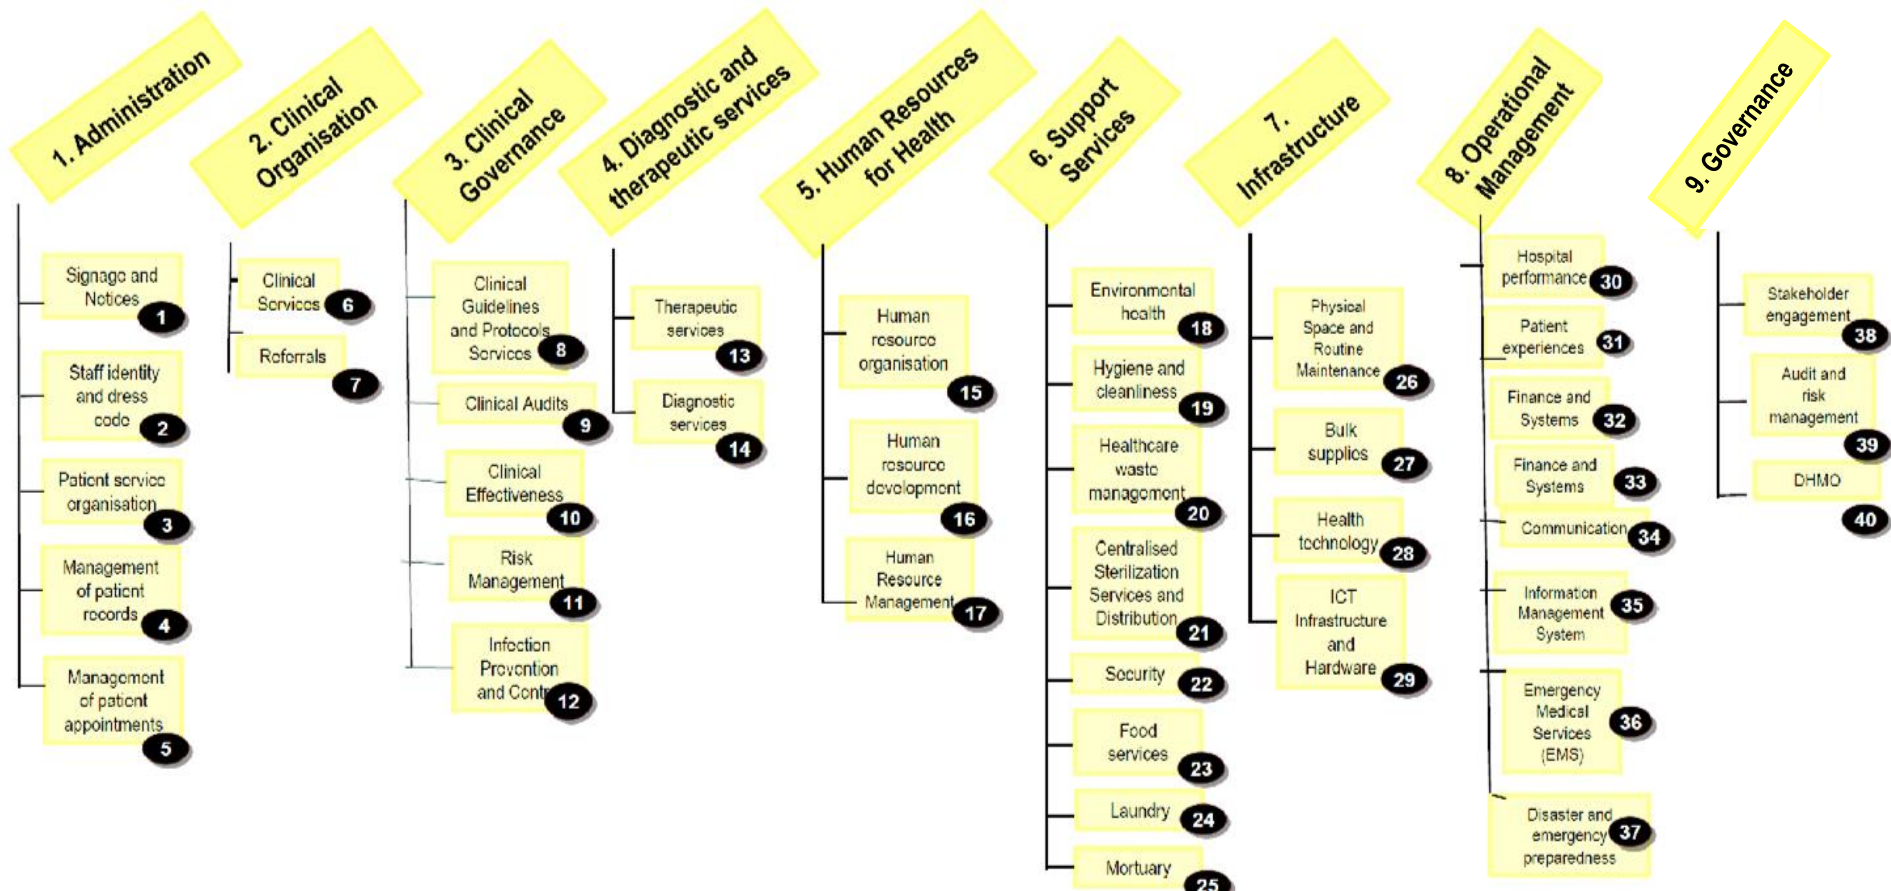 1. Administration
Signage and
Notices
1
Staff identity
and dress
code
2
Patient service
organisation
3
Management
of patient
records
4
Management
of patient
appointments
5
2. Clinical
Organisation
Clinical
Services
6
Referrals
7
3. Clinical
Governance
Clinical
Guidelines
and Protocols
Services
8
Clinical Audits
9
Clinical
Effectiveness
10
Risk
Management
11
Infection
Prevention
and Contr
12
4. Diagnostic and
therapeutic services
Therapeutic
services
13
Diagnostic
services
14
5. Human Resources
for Health
Human
resource
organisation
15
Human
resource
development
16
Human
Resource
Management
17
6. Support
Services
Environmental
health
18
Hygiene and
cleanliness
19
Healthcare
waste
management
20
Centralised
Sterilization
Services and
Distribution
21
Security
22
Food
services
23
Laundry
24
Mortuary
25
7.
Infrastructure
Physical
Space and
Routine
Maintenance
26
Bulk
supplies
27
Health
technology
28
ICT
Infrastructure
and
Hardware
29
8. Operational
Management
Hospital
performance
30
Patient
experiences
31
Finance and
Systems
32
Finance and
Systems
33
Communication
34
Information
Management
System
35
Emergency
Medical
Services
(EMS)
36
Disaster and
emergency
preparedness
37
9. Governance
Stakeholder
engagement
38
Audit and
risk
management
39
DHMO
40